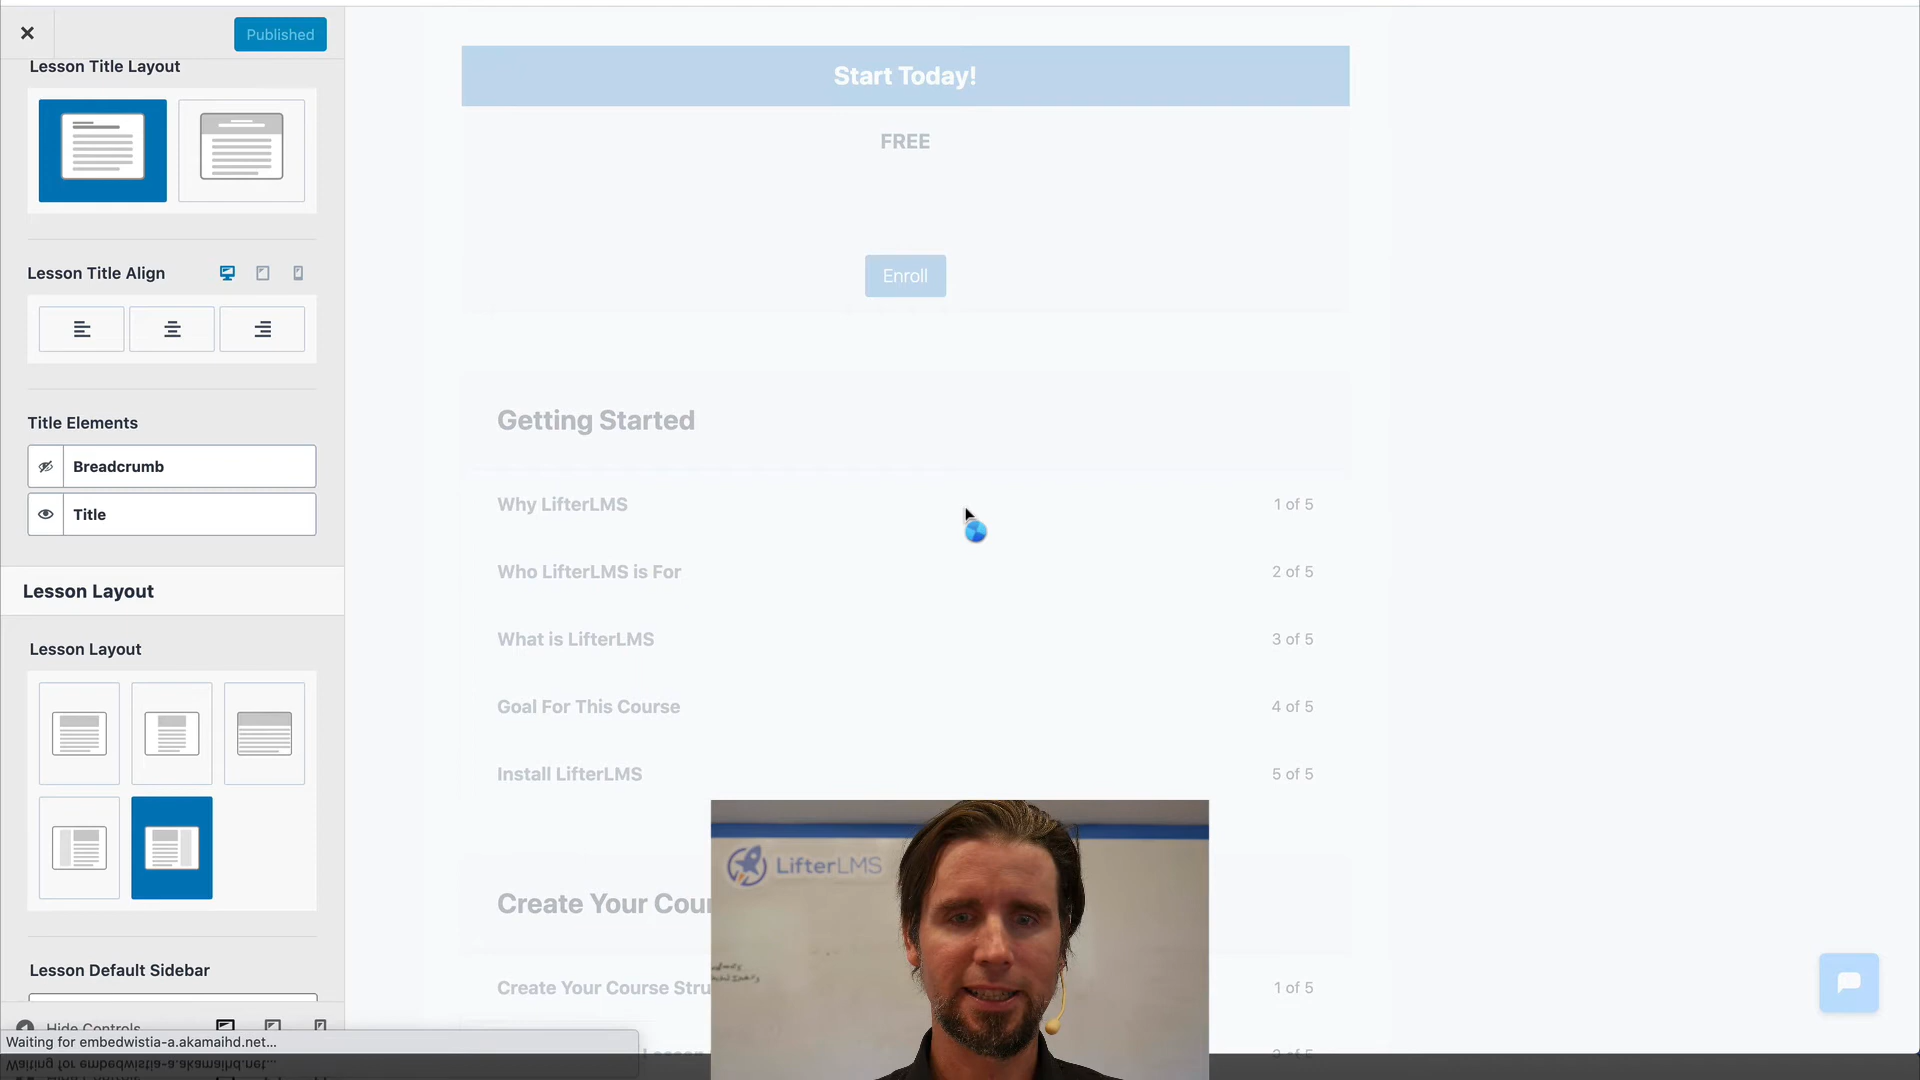 Published
Lesson Title Layout
Lesson Title Align
Title Elements
Breadcrumb
Title
Lesson Layout
Lesson Layout
Lesson Default Sidebar
Hide Controls
Waiting for embedwistia-a.akamaihd.net...
Start Today!
FREE
Enroll
Getting Started
Why LifterLMS 1 of 5
Who LifterLMS is For 2 of 5
What is LifterLMS 3 of 5
Goal For This Course 4 of 5
Install LifterLMS 5 of 5
LifterLMS
Create Your Cour
Create Your Course Stru 1 of 5